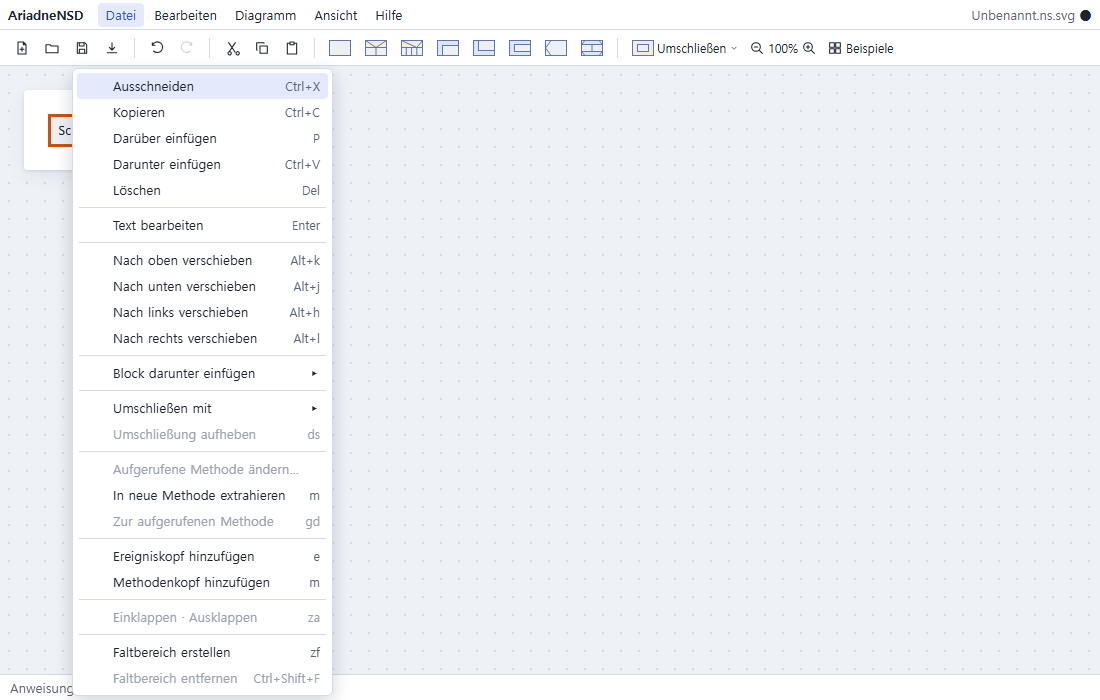 AriadneNSD Datei Bearbeiten Diagramm Ansicht Hilfe Unbenannt.ns.svg
Umschließen 100% Beispiele
Sc
Ausschneiden Ctrl+X
Kopieren Ctrl+C
Darüber einfügen P
Darunter einfügen Ctrl+V
Löschen Del
Text bearbeiten Enter
Nach oben verschieben Alt+k
Nach unten verschieben Alt+j
Nach links verschieben Alt+h
Nach rechts verschieben Alt+l
Block darunter einfügen
Umschließen mit
Umschließung aufheben ds
Aufgerufene Methode ändern...
In neue Methode extrahieren m
Zur aufgerufenen Methode gd
Ereigniskopf hinzufügen e
Methodenkopf hinzufügen m
Einklappen · Ausklappen za
Faltbereich erstellen zf
Faltbereich entfernen Ctrl+Shift+F
Anweisung